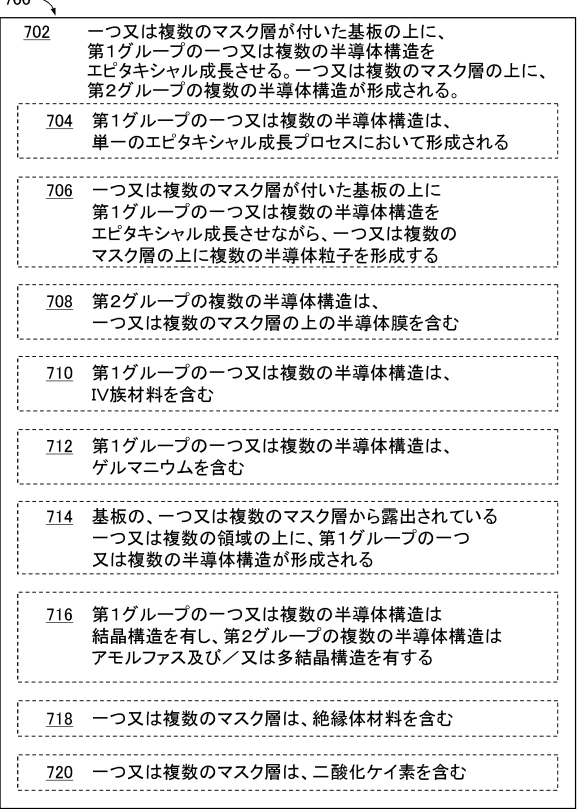 700
702 一つ又は複数のマスク層が付いた基板の上に、
第1グループの一つ又は複数の半導体構造を
エピタキシャル成長させる。一つ又は複数のマスク層の上に、
第2グループの複数の半導体構造が形成される。
704 第1グループの一つ又は複数の半導体構造は、
単一のエピタキシャル成長プロセスにおいて形成される
706 一つ又は複数のマスク層が付いた基板の上に
第1グループの一つ又は複数の半導体構造を
エピタキシャル成長させながら、一つ又は複数の
マスク層の上に複数の半導体粒子を形成する
708 第2グループの複数の半導体構造は、
一つ又は複数のマスク層の上の半導体膜を含む
710 第1グループの一つ又は複数の半導体構造は、
IV族材料を含む
712 第1グループの一つ又は複数の半導体構造は、
ゲルマニウムを含む
714 基板の、一つ又は複数のマスク層から露出されている
一つ又は複数の領域の上に、第1グループの一つ
又は複数の半導体構造が形成される
716 第1グループの一つ又は複数の半導体構造は
結晶構造を有し、第2グループの複数の半導体構造は
アモルファス及び／又は多結晶構造を有する
718 一つ又は複数のマスク層は、絶縁体材料を含む
720 一つ又は複数のマスク層は、二酸化ケイ素を含む